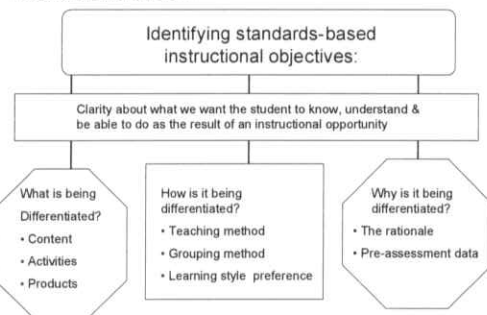 Identifying standards-based
instructional objectives:
Clarity about what we want the student to know, understand &
be able to do as the result of an instructional opportunity
What is being
Differentiated?
• Content
• Activities
• Products
How is it being
differentiated?
• Teaching method
• Grouping method
• Learning style preference
Why is it being
differentiated?
• The rationale
• Pre-assessment data